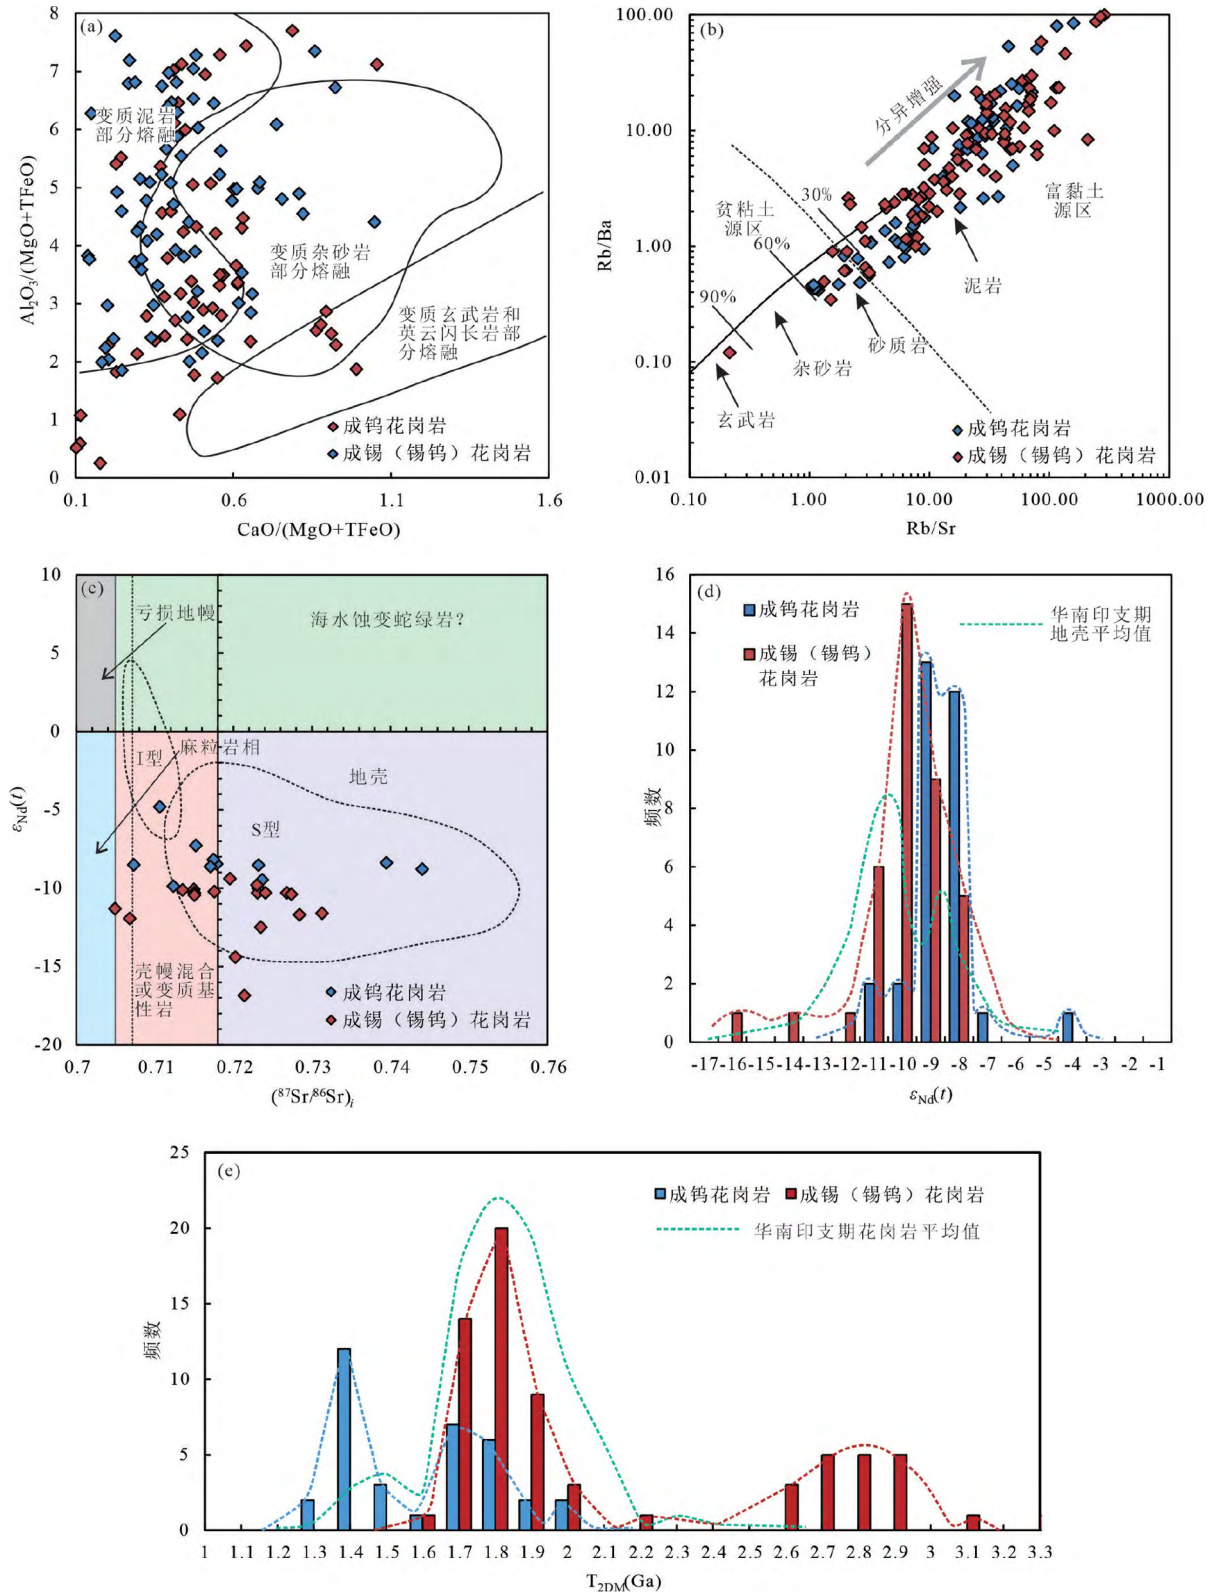 (a)
8
7
6
5
4
3
2
1
0
Al₂O₃/(MgO+TFeO)
变质泥岩
部分熔融
变质杂砂岩
部分熔融
变质玄武岩和
英云闪长岩部
分熔融
成钨花岗岩
成锡（锡钨）花岗岩
0.1
0.6
1.1
1.6
CaO/(MgO+TFeO)
(b)
100.00
10.00
1.00
0.10
0.01
Rb/Ba
分异增强
贫粘土
源区
30%
60%
90%
富黏土
源区
泥岩
砂质岩
杂砂岩
玄武岩
成钨花岗岩
成锡（锡钨）花岗岩
0.10
1.00
10.00
100.00
1000.00
Rb/Sr
(c)
10
5
0
-5
-10
-15
-20
εNd(t)
亏损地幔
海水蚀变蛇绿岩?
I型
麻粒岩相
地壳
S型
壳幔混合
或变质基
性岩
成钨花岗岩
成锡（锡钨）花岗岩
0.7
0.71
0.72
0.73
0.74
0.75
0.76
(⁸⁷Sr/⁸⁶Sr)ᵢ
(d)
16
14
12
10
8
6
4
2
0
频数
成钨花岗岩
成锡（锡钨）
花岗岩
华南印支期
地壳平均值
-17 -16 -15 -14 -13 -12 -11 -10 -9 -8 -7 -4 -2 -1
εNd(t)
(e)
25
20
15
10
5
0
频数
成钨花岗岩
成锡（锡钨）花岗岩
华南印支期花岗岩平均值
1 1.1 1.3 1.4 1.5 1.6 1.7 1.8 1.9 2 2.1 2.2 2.3 2.4 2.6 2.7 2.8 2.9 3 3.1 3.2 3.3
T₂DM(Ga)